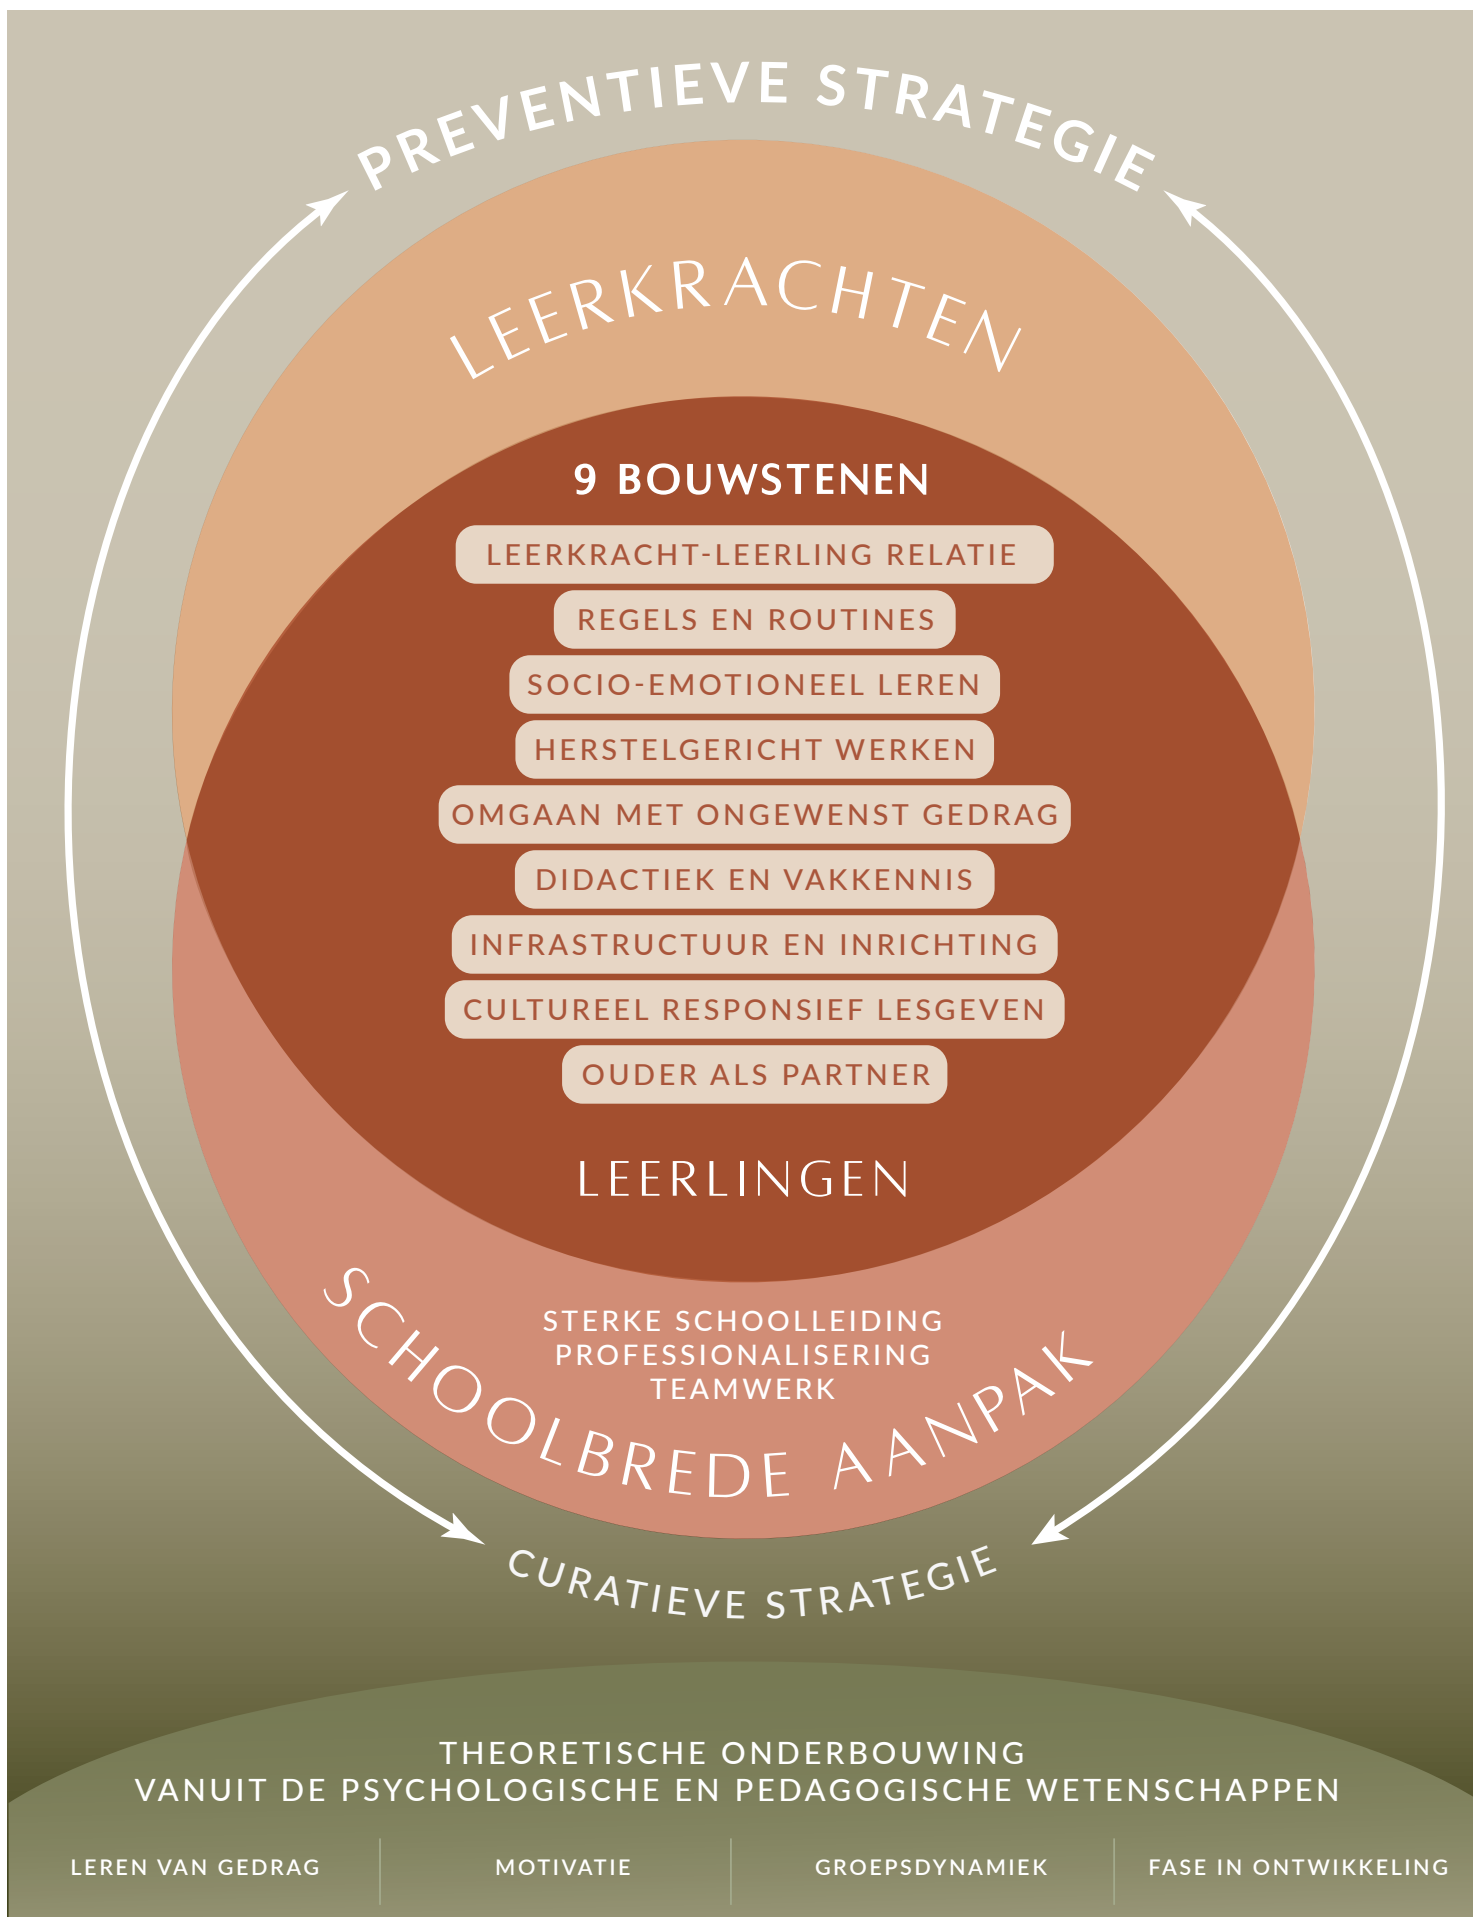 PREVENTIEVE STRATEGIE
LEERKRACHTEN
9 BOUWSTENEN
LEERKRACHT-LEERLING RELATIE
REGELS EN ROUTINES
SOCIO-EMOTIONEEL LEREN
HERSTELGERICHT WERKEN
OMGAAN MET ONGEWENST GEDRAG
DIDACTIEK EN VAKKENNIS
INFRASTRUCTUUR EN INRICHTING
CULTUREEL RESPONSIEF LESGEVEN
OUDER ALS PARTNER
LEERLINGEN
STERKE SCHOOLLEIDING
PROFESSIONALISERING
TEAMWERK
SCHOOLBREDE AANPAK
CURATIEVE STRATEGIE
THEORETISCHE ONDERBOUWING
VANUIT DE PSYCHOLOGISCHE EN PEDAGOGISCHE WETENSCHAPPEN
LEREN VAN GEDRAG
MOTIVATIE
GROEPSDYNAMIEK
FASE IN ONTWIKKELING